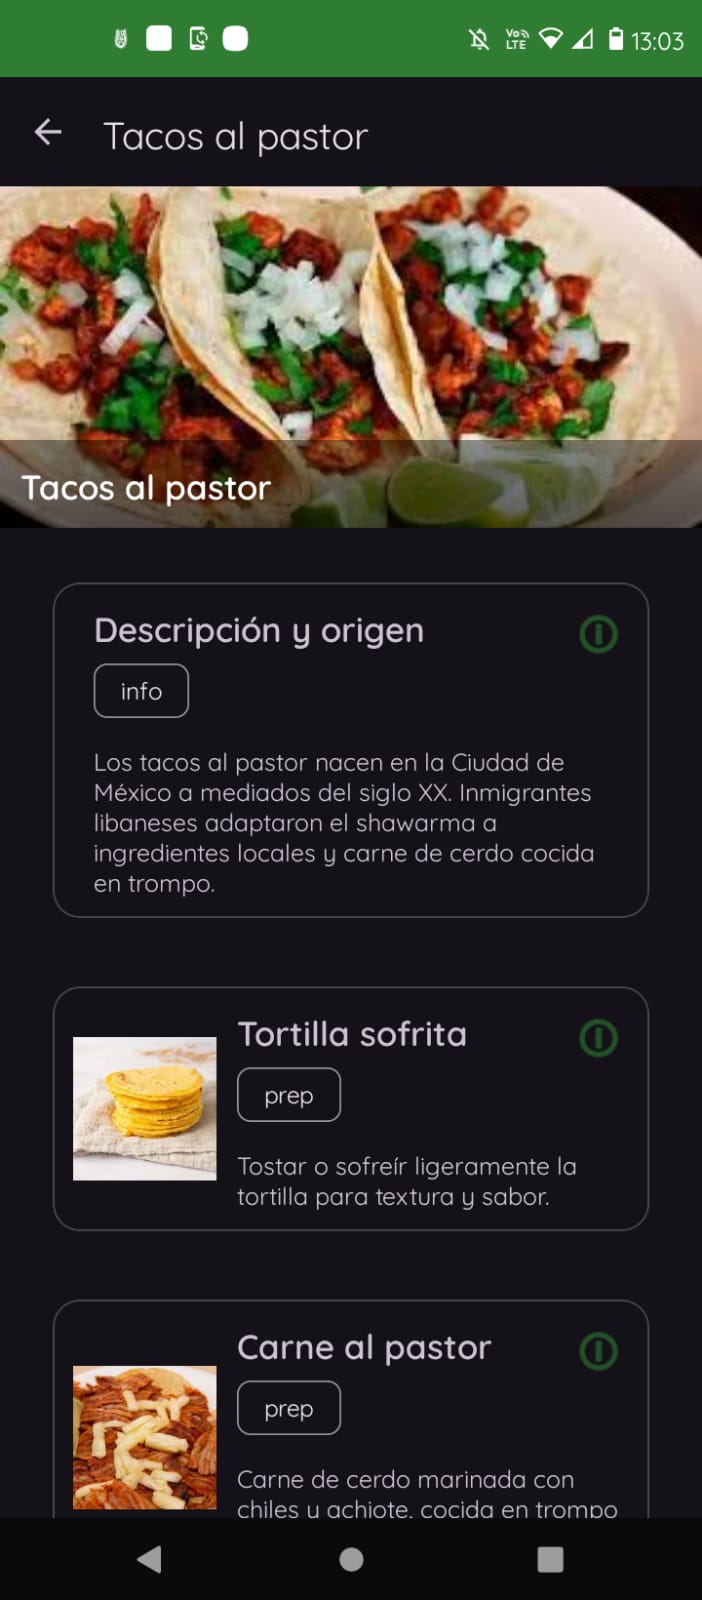 Vo))
LTE
13:03
Tacos al pastor
Tacos al pastor
Descripción y origen
info
Los tacos al pastor nacen en la Ciudad de
México a mediados del siglo XX. Inmigrantes
libaneses adaptaron el shawarma a
ingredientes locales y carne de cerdo cocida
en trompo.
Tortilla sofrita
prep
Tostar o sofreír ligeramente la
tortilla para textura y sabor.
Carne al pastor
prep
Carne de cerdo marinada con
chiles y achiote, cocida en trompo